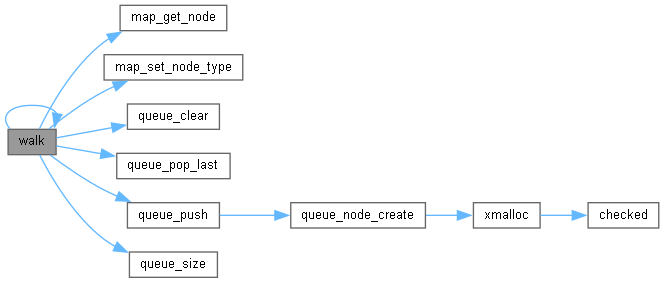 map_get_node
map_set_node_type
queue_clear
walk
queue_pop_last
queue_push
queue_node_create
xmalloc
checked
queue_size